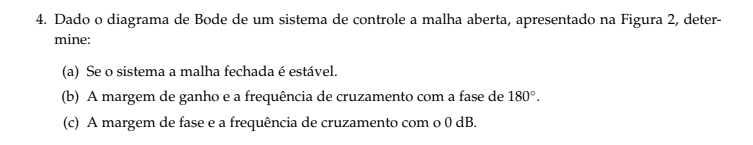 4. Dado o diagrama de Bode de um sistema de controle a malha aberta, apresentado na Figura 2, deter-
mine:
(a) Se o sistema a malha fechada é estável.
(b) A margem de ganho e a frequência de cruzamento com a fase de 180°.
(c) A margem de fase e a frequência de cruzamento com o 0 dB.